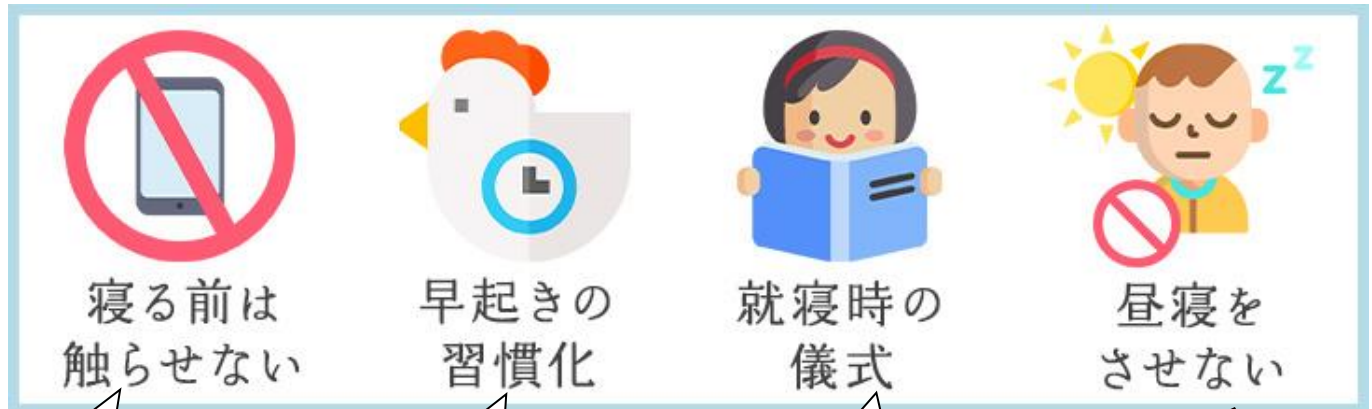 寝る前は
触らせない
早起きの
習慣化
就寝時の
儀式
昼寝を
させない
zz